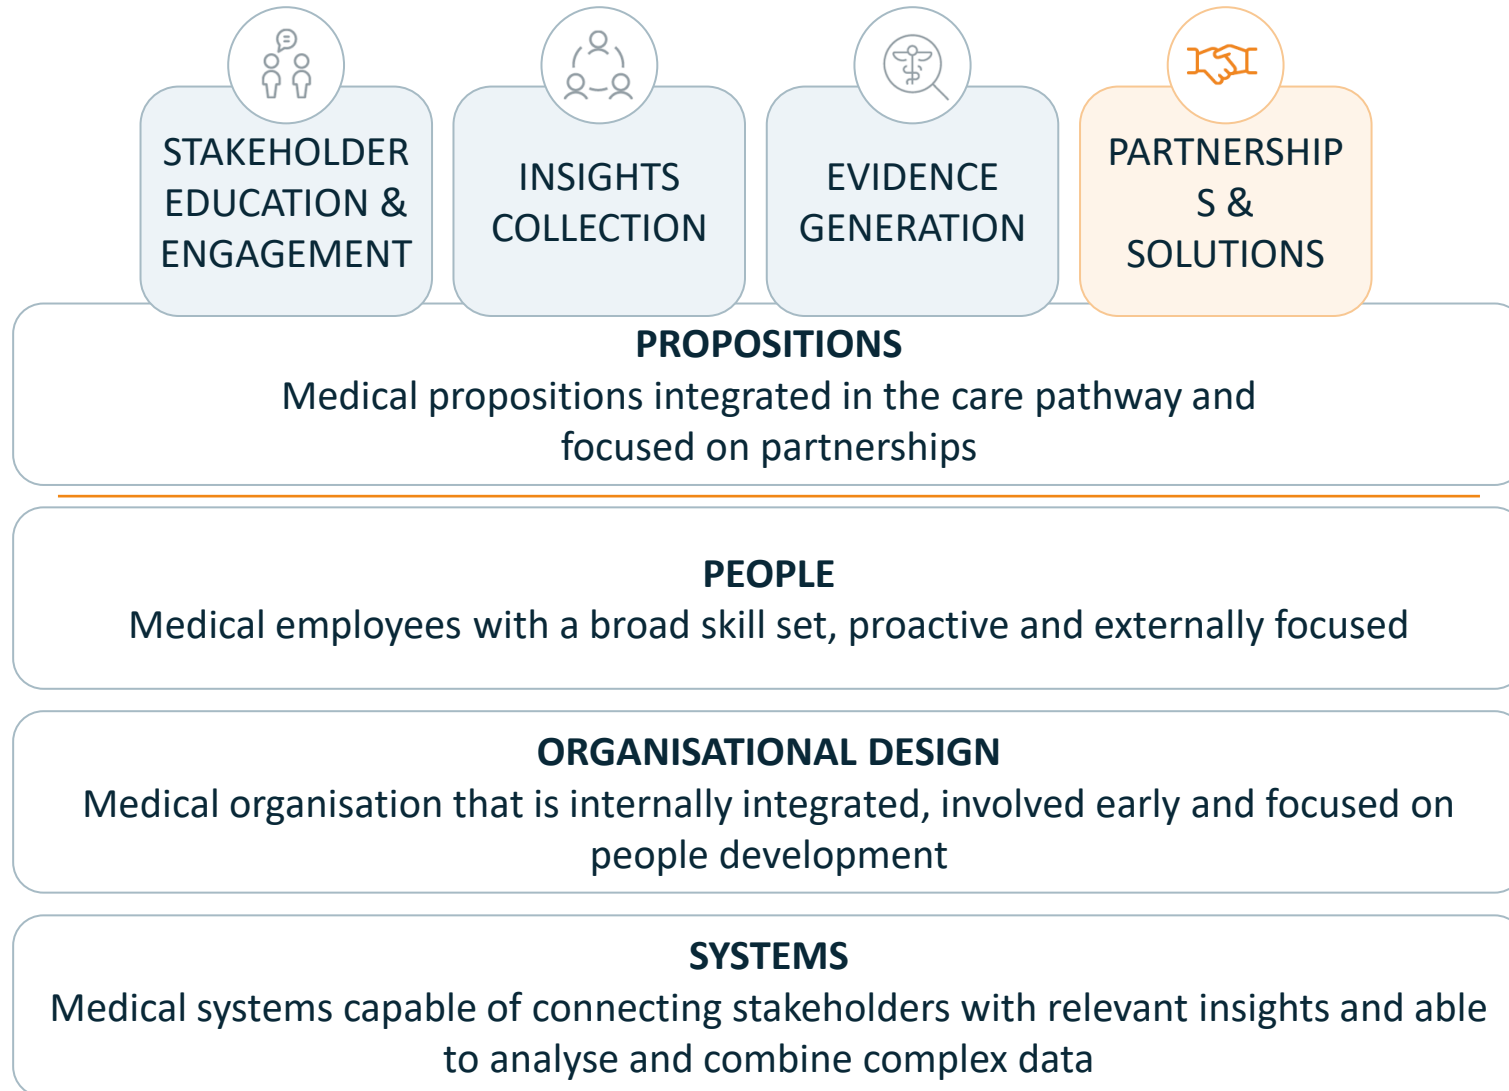 STAKEHOLDER
EDUCATION &
ENGAGEMENT
INSIGHTS
COLLECTION
EVIDENCE
GENERATION
PARTNERSHIP
S &
SOLUTIONS
PROPOSITIONS
Medical propositions integrated in the care pathway and
focused on partnerships
PEOPLE
Medical employees with a broad skill set, proactive and externally focused
ORGANISATIONAL DESIGN
Medical organisation that is internally integrated, involved early and focused on
people development
SYSTEMS
Medical systems capable of connecting stakeholders with relevant insights and able
to analyse and combine complex data